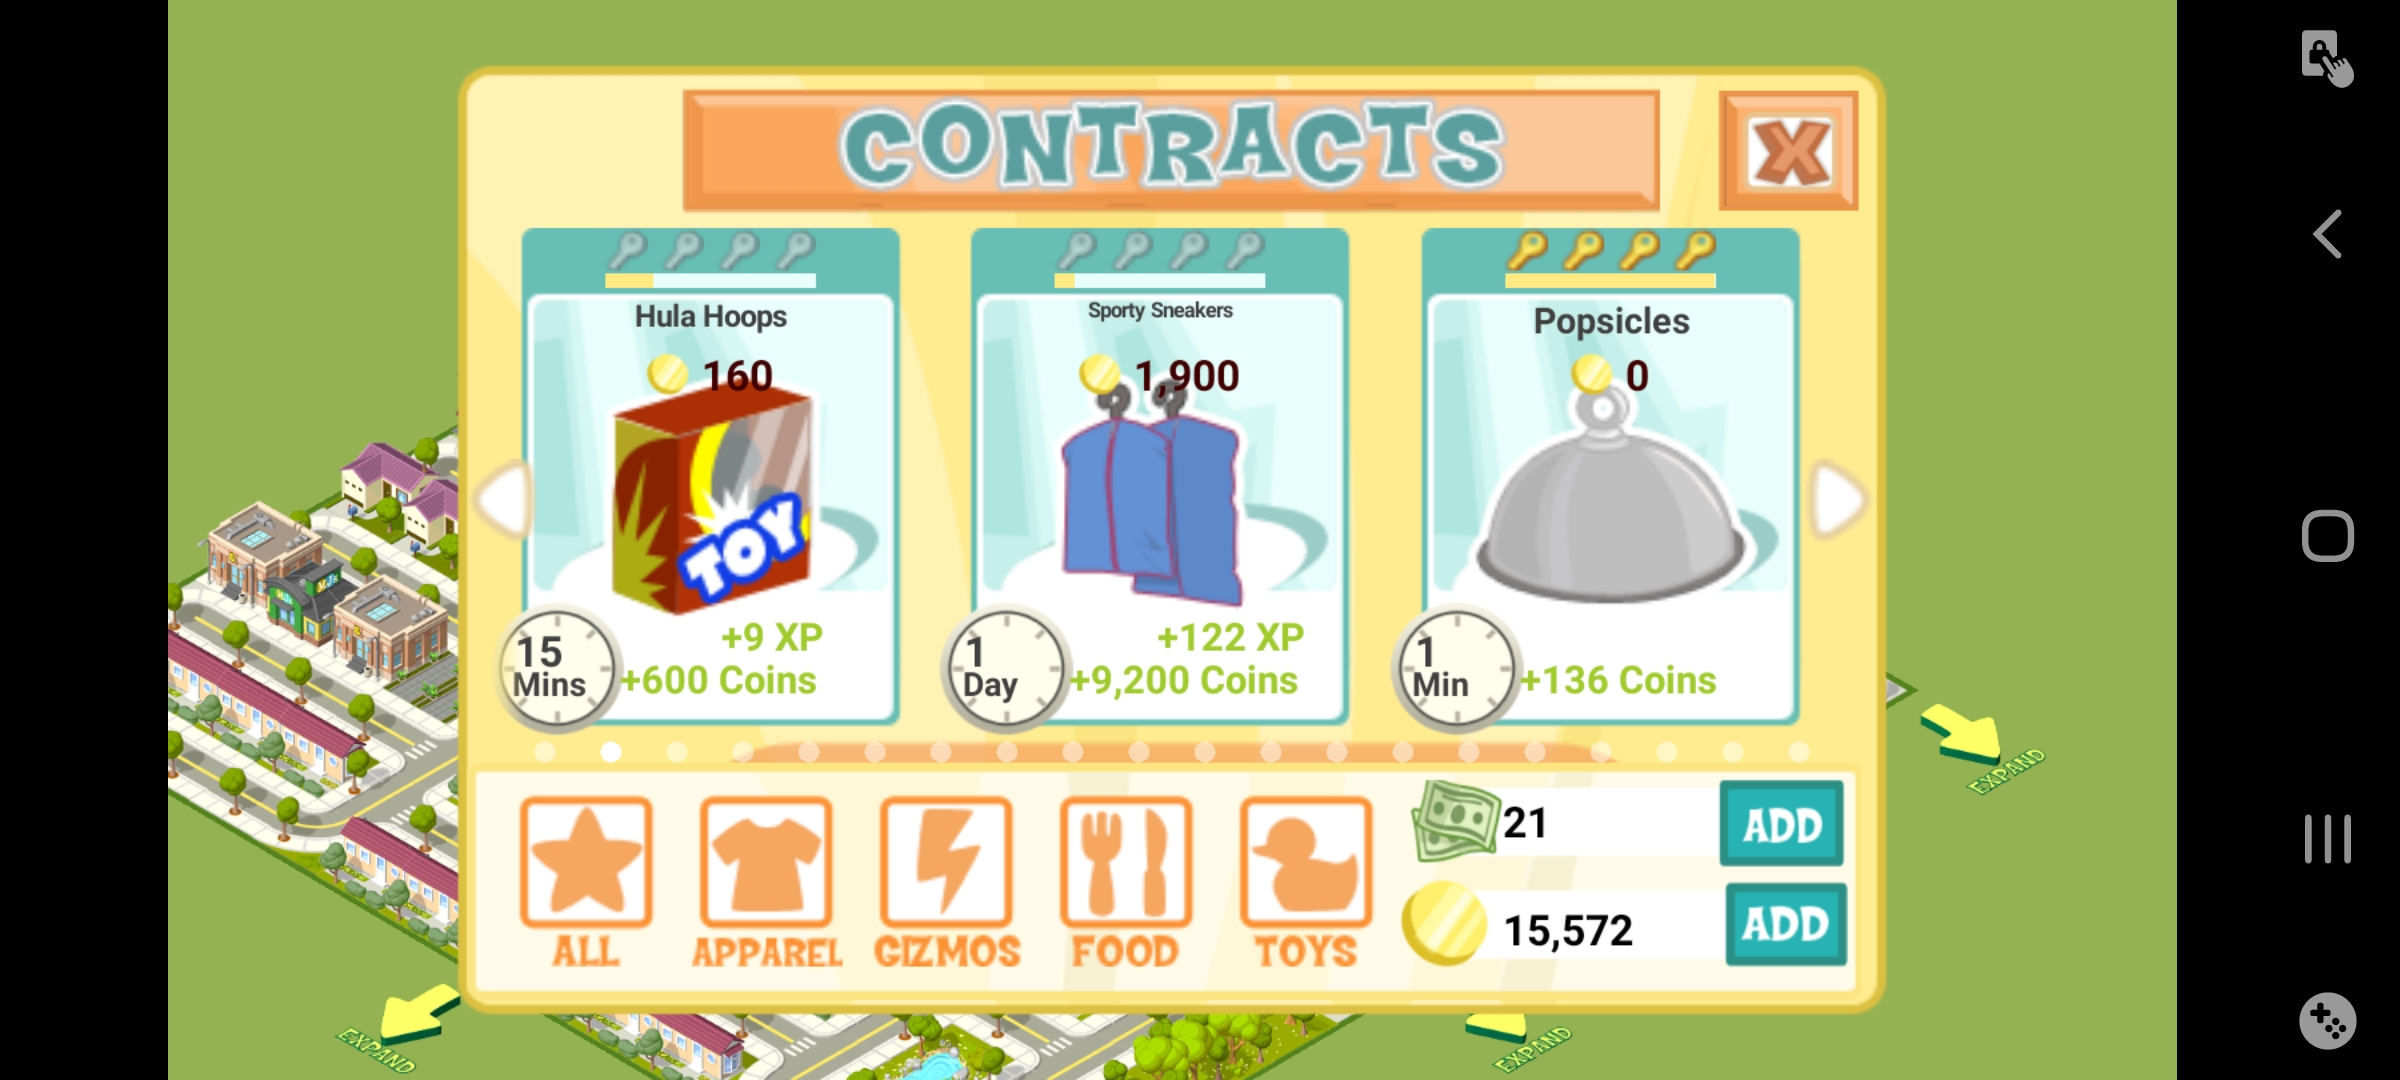 CONTRACTS
X
Hula Hoops
160
TOY
15
Mins
+9 XP
+600 Coins
Sporty Sneakers
1,900
1
Day
+122 XP
+9,200 Coins
Popsicles
0
1
Min
+136 Coins
MJs
EXPAND
ALL
APPAREL
GIZMOS
FOOD
TOYS
21
ADD
15,572
ADD
EXPAND
EXPAND